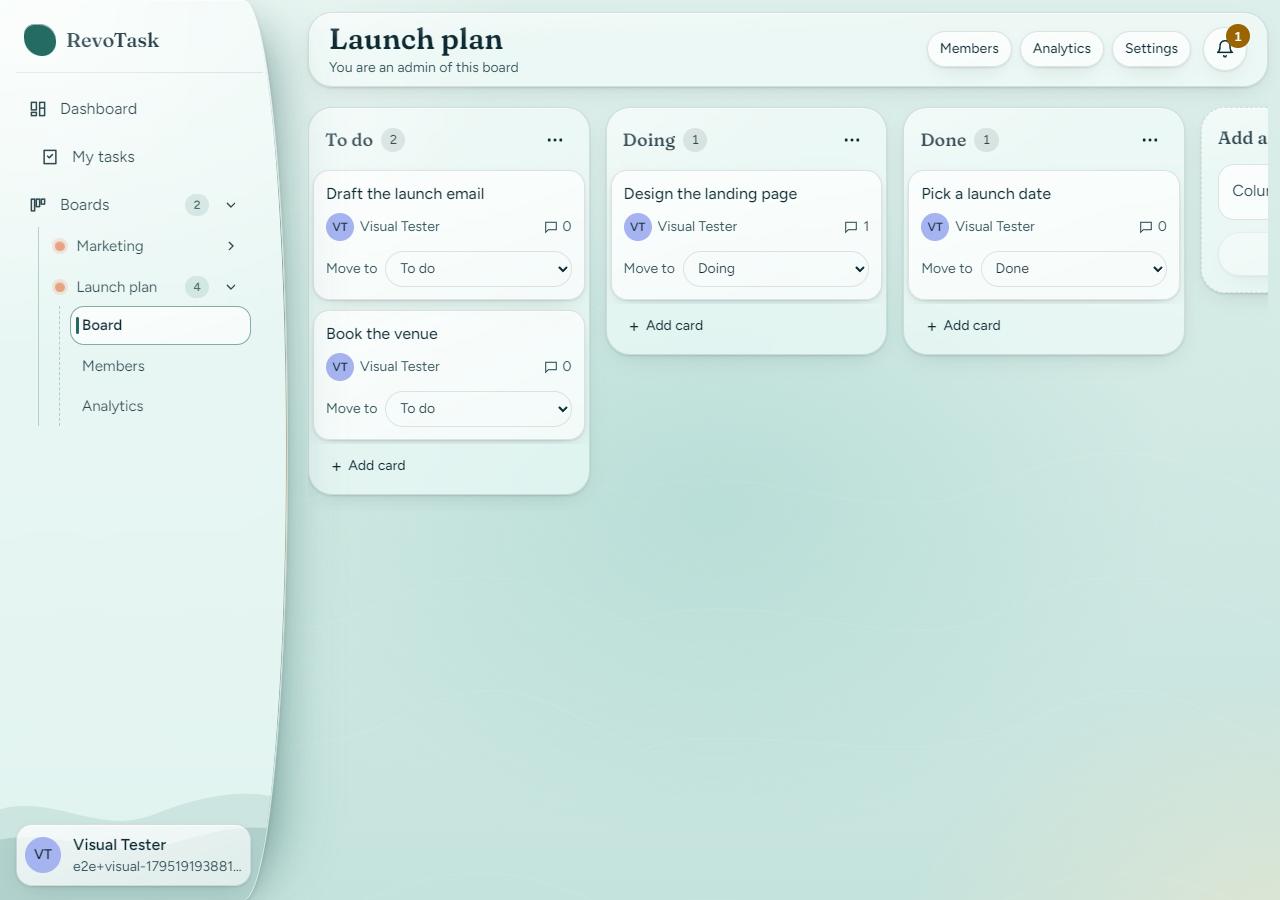 RevoTask
Dashboard
My tasks
Boards 2
Marketing
Launch plan 4
Board
Members
Analytics
VT Visual Tester
e2e+visual-179519193881...
Launch plan
You are an admin of this board
Members Analytics Settings 1
To do 2 ...
Draft the launch email
VT Visual Tester 0
Move to To do
Book the venue
VT Visual Tester 0
Move to To do
+ Add card
Doing 1 ...
Design the landing page
VT Visual Tester 1
Move to Doing
+ Add card
Done 1 ...
Pick a launch date
VT Visual Tester 0
Move to Done
+ Add card
Add a